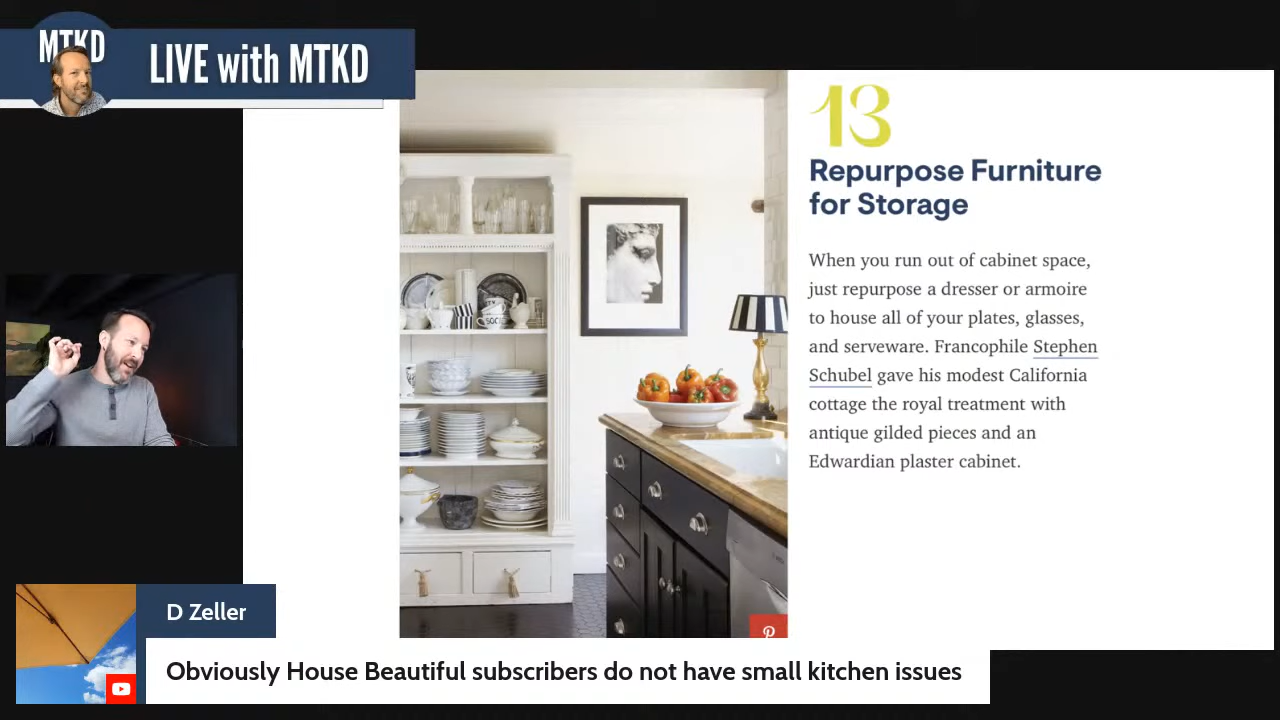 MTKD
LIVE with MTKD
13
Repurpose Furniture
for Storage
When you run out of cabinet space,
just repurpose a dresser or armoire
to house all of your plates, glasses,
and serveware. Francophile Stephen
Schubel gave his modest California
cottage the royal treatment with
antique gilded pieces and an
Edwardian plaster cabinet.
D Zeller
Obviously House Beautiful subscribers do not have small kitchen issues